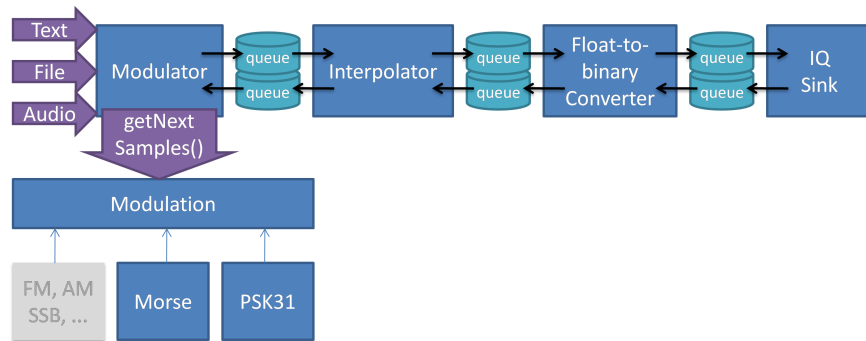 Text
File
Audio
Modulator
queue
queue
Interpolator
queue
queue
Float-to-
binary
Converter
queue
queue
IQ
Sink
getNext
Samples()
Modulation
FM, AM
SSB, ...
Morse
PSK31